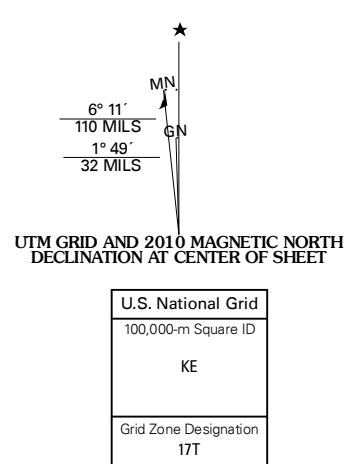 MN
6° 11´
110 MILS
GN
1° 49´
32 MILS
UTM GRID AND 2010 MAGNETIC NORTH
DECLINATION AT CENTER OF SHEET
U.S. National Grid
100,000-m Square ID
KE
Grid Zone Designation
17T